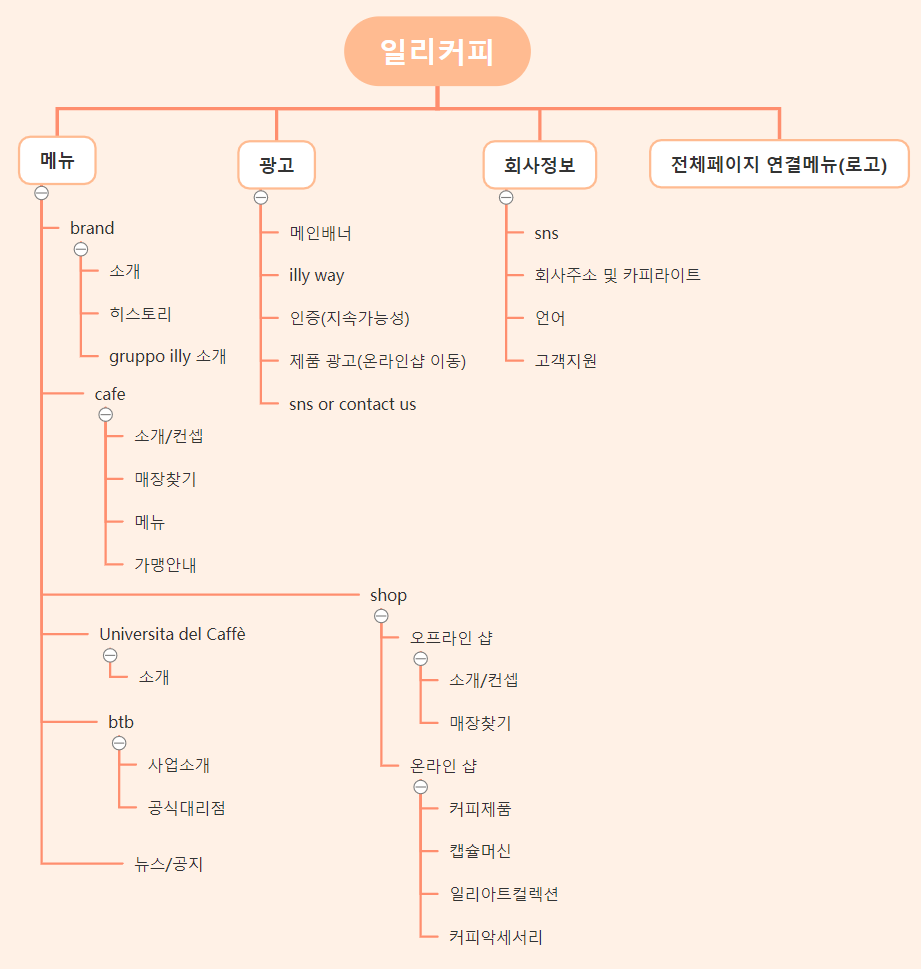 일리커피
메뉴
brand
소개
히스토리
gruppo illy 소개
cafe
소개/컨셉
매장찾기
메뉴
가맹안내
shop
오프라인 샵
소개/컨셉
매장찾기
온라인 샵
커피제품
캡슐머신
일리아트컬렉션
커피악세서리
Universita del Caffè
소개
btb
사업소개
공식대리점
뉴스/공지
광고
메인배너
illy way
인증(지속가능성)
제품 광고(온라인샵 이동)
sns or contact us
회사정보
sns
회사주소 및 카피라이트
언어
고객지원
전체페이지 연결메뉴(로고)